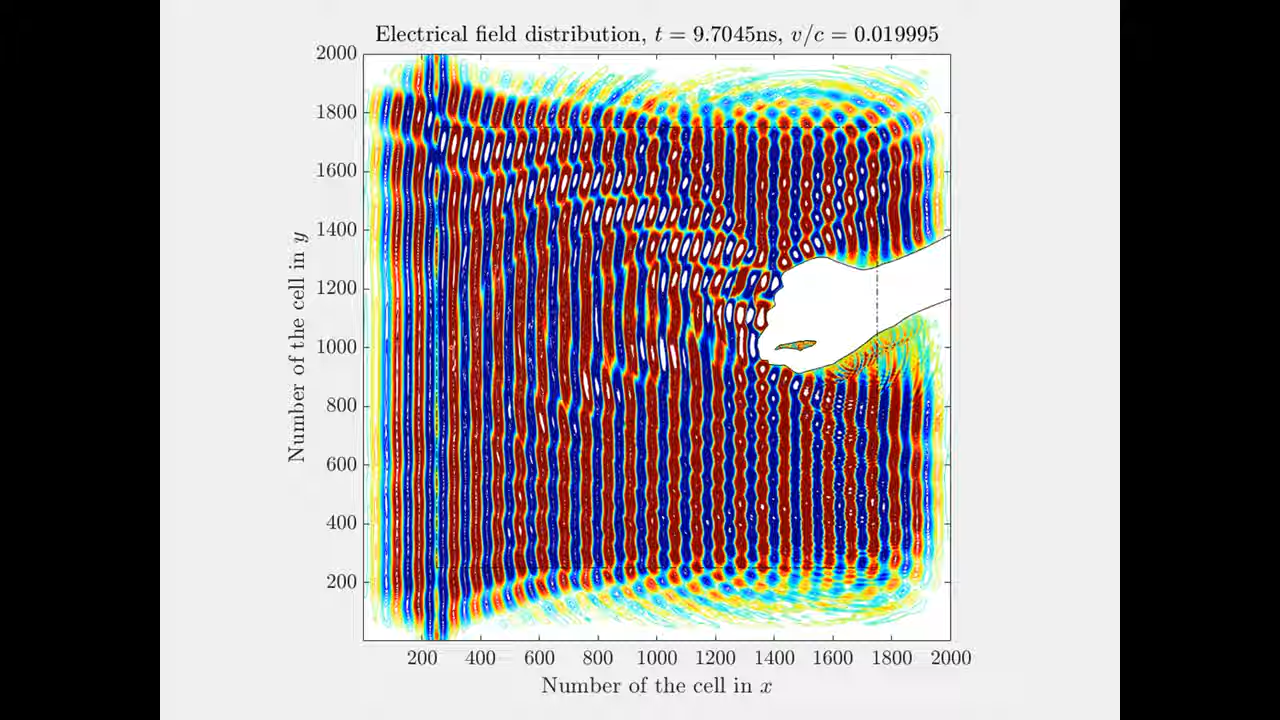 Electrical field distribution, t = 9.7045ns, v/c = 0.019995
2000
1800
1600
1400
1200
1000
800
600
400
200
Number of the cell in y
200 400 600 800 1000 1200 1400 1600 1800 2000
Number of the cell in x